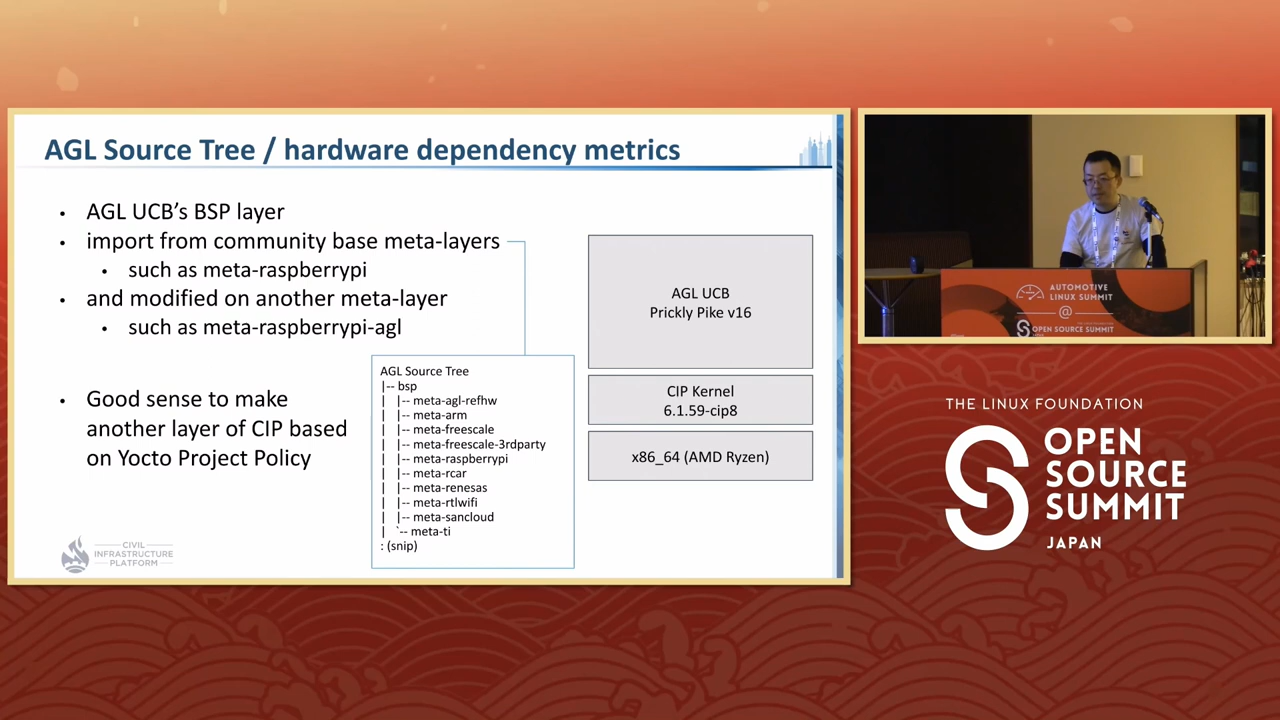 AGL Source Tree / hardware dependency metrics
• AGL UCB's BSP layer
• import from community base meta-layers
• such as meta-raspberrypi
• and modified on another meta-layer
• such as meta-raspberrypi-agl
• Good sense to make
another layer of CIP based
on Yocto Project Policy
AGL Source Tree
|-- bsp
| |-- meta-agl-refhw
| |-- meta-arm
| |-- meta-freescale
| |-- meta-freescale-3rdparty
| |-- meta-raspberrypi
| |-- meta-rcar
| |-- meta-renesas
| |-- meta-rtlwifi
| |-- meta-sancloud
| `-- meta-ti
: (snip)
AGL UCB
Prickly Pike v16
CIP Kernel
6.1.59-cip8
x86_64 (AMD Ryzen)
CIVIL
INFRASTRUCTURE
PLATFORM
AUTOMOTIVE
LINUX SUMMIT
@
OPEN SOURCE SUMMIT
THE LINUX FOUNDATION
OPEN
SOURCE
SUMMIT
JAPAN